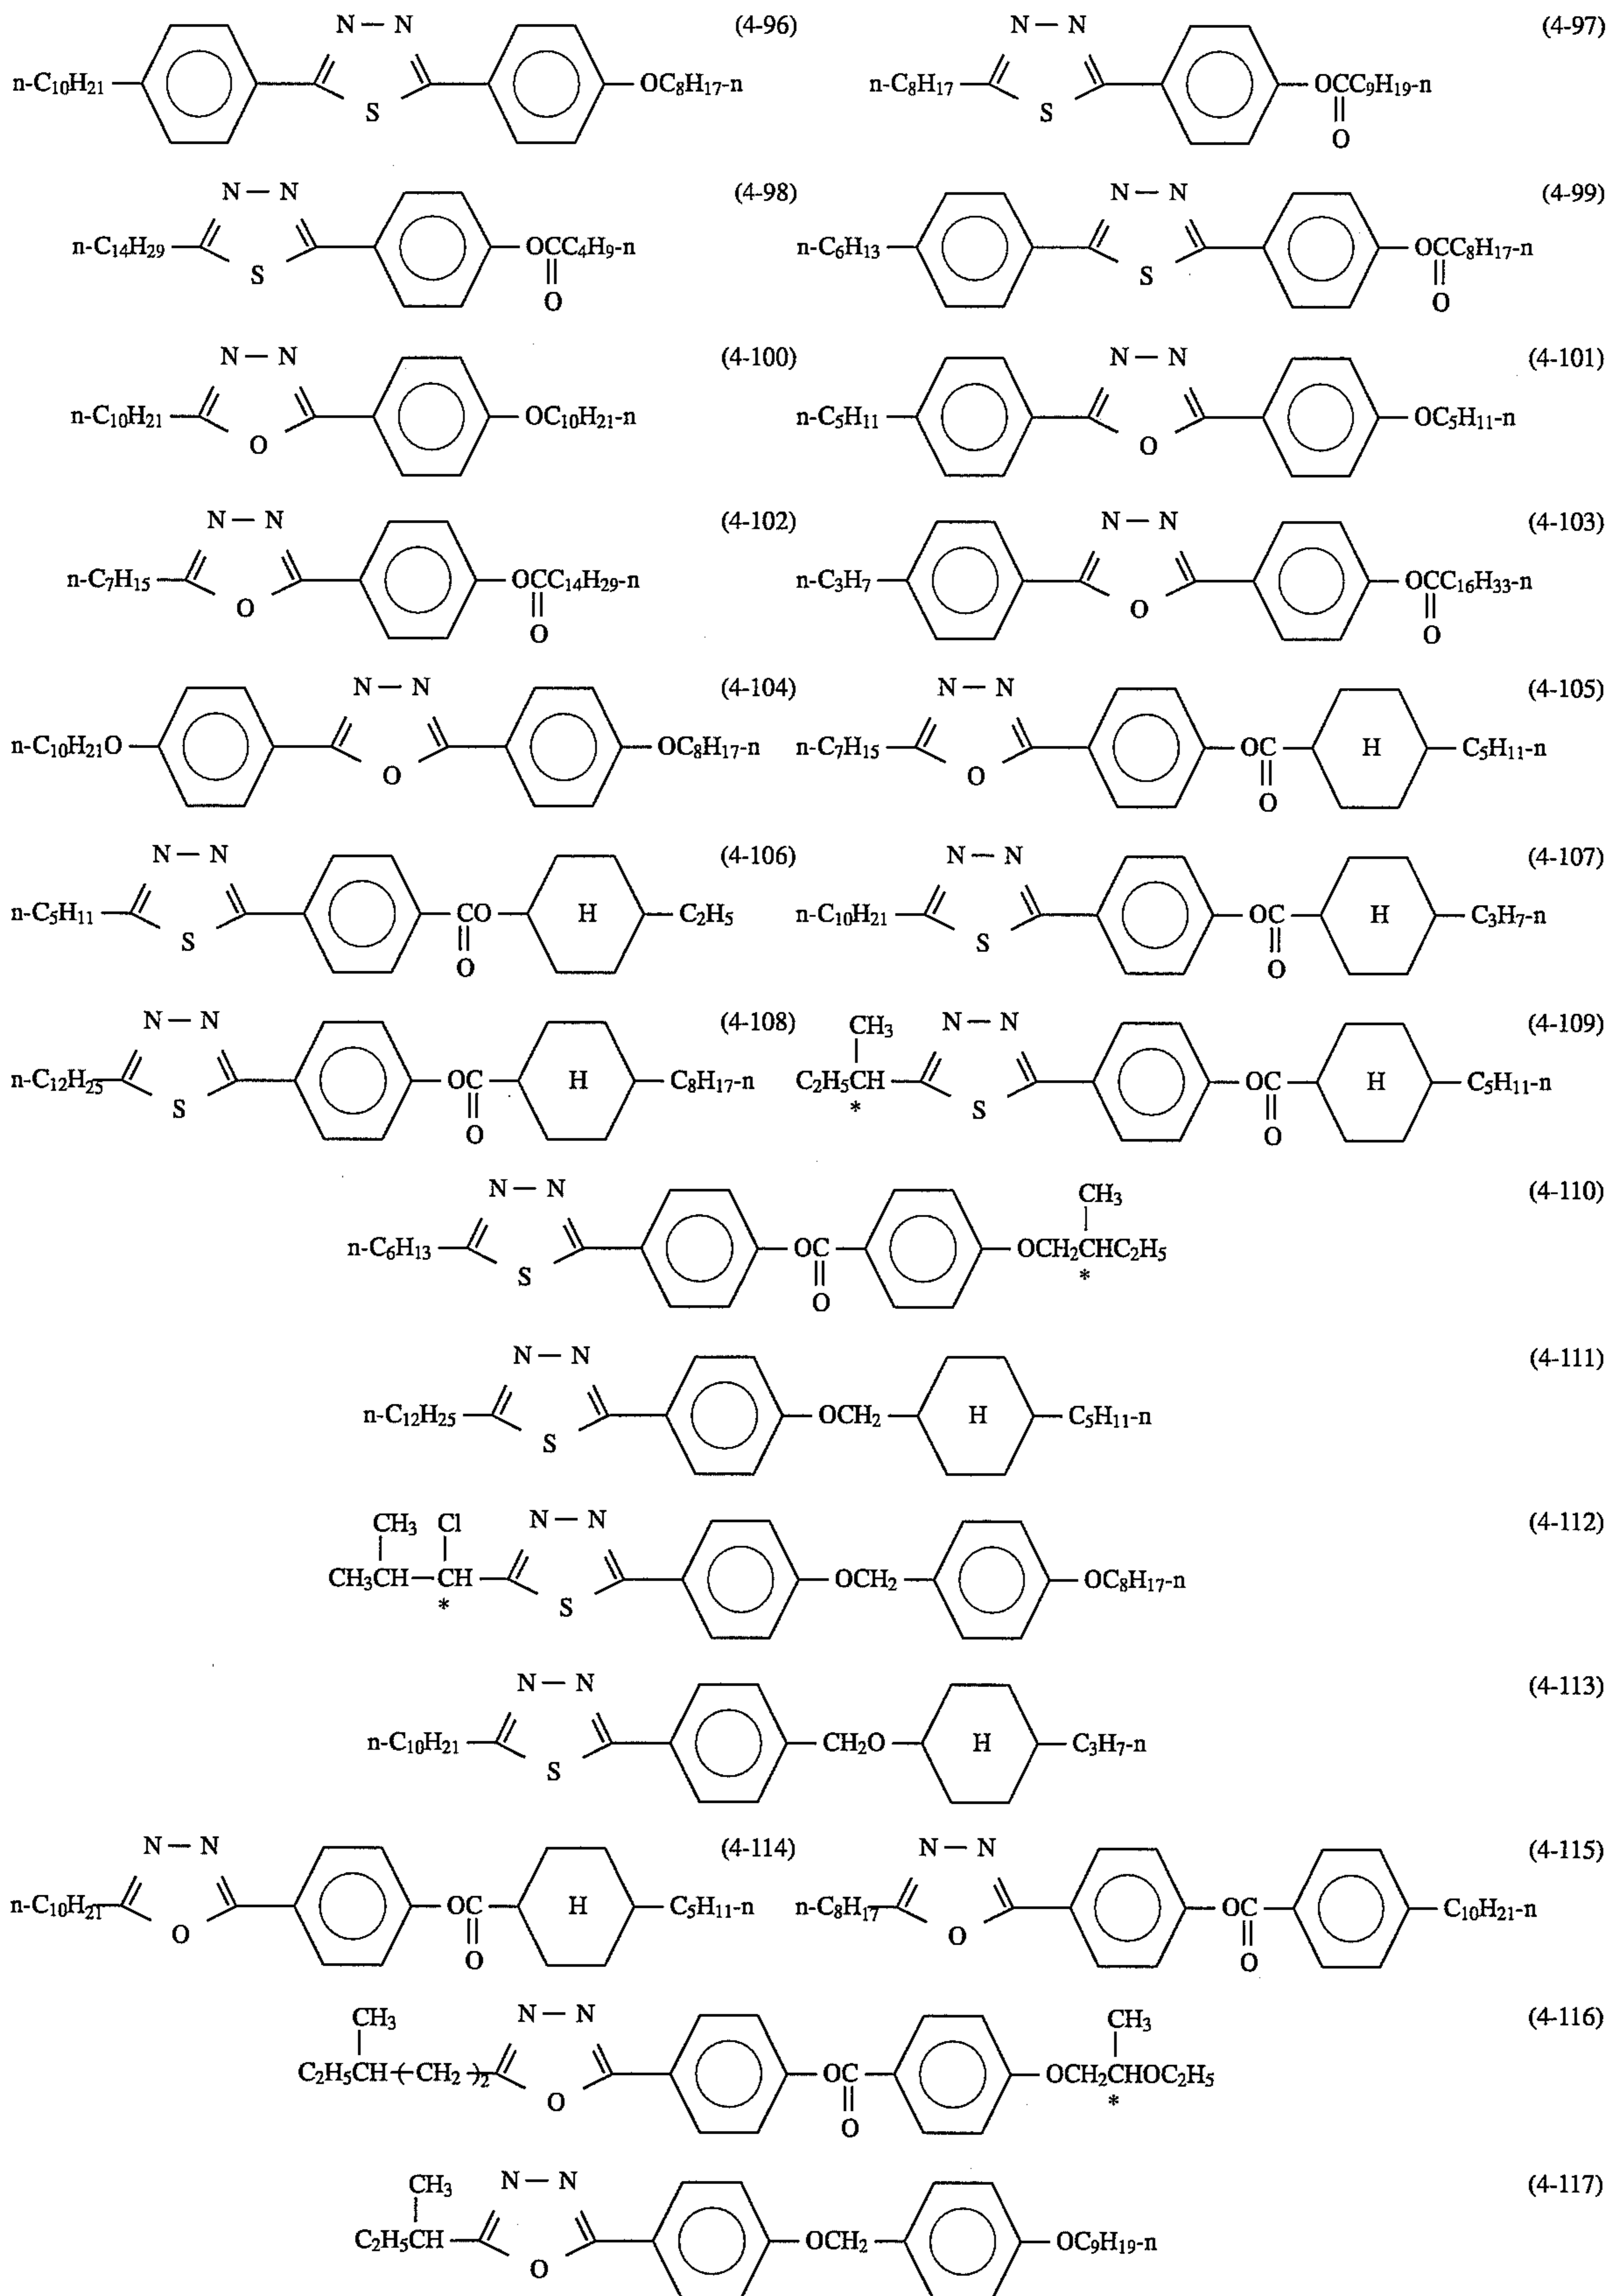 N — N (4-96)
n-C10H21 S OC8H17-n
N — N (4-97)
n-C8H17 S OCC9H19-n
O
N — N (4-98)
n-C14H29 S OCC4H9-n
O
N — N (4-99)
n-C6H13 S OCC8H17-n
O
N — N (4-100)
n-C10H21 O OC10H21-n
N — N (4-101)
n-C5H11 O OC5H11-n
N — N (4-102)
n-C7H15 O OCC14H29-n
O
N — N (4-103)
n-C3H7 O OCC16H33-n
O
N — N (4-104)
n-C10H21O O OC8H17-n
N — N (4-105)
n-C7H15 O OC H C5H11-n
O
N — N (4-106)
n-C5H11 S CO H C2H5
O
N — N (4-107)
n-C10H21 S OC H C3H7-n
O
N — N (4-108)
n-C12H25 S OC H C8H17-n
O
CH3 N — N (4-109)
C2H5CH S OC H C5H11-n
* O
N — N CH3 (4-110)
n-C6H13 S OC OCH2CHC2H5
O *
N — N (4-111)
n-C12H25 S OCH2 H C5H11-n
CH3 Cl N — N (4-112)
CH3CH—CH S OCH2 OC8H17-n
*
N — N (4-113)
n-C10H21 S CH2O H C3H7-n
N — N (4-114)
n-C10H21 O OC H C5H11-n
O
N — N (4-115)
n-C8H17 O OC C10H21-n
O
CH3 N — N CH3 (4-116)
C2H5CH(CH2)2 O OC OCH2CHOC2H5
O *
CH3 N — N (4-117)
C2H5CH O OCH2 OC9H19-n